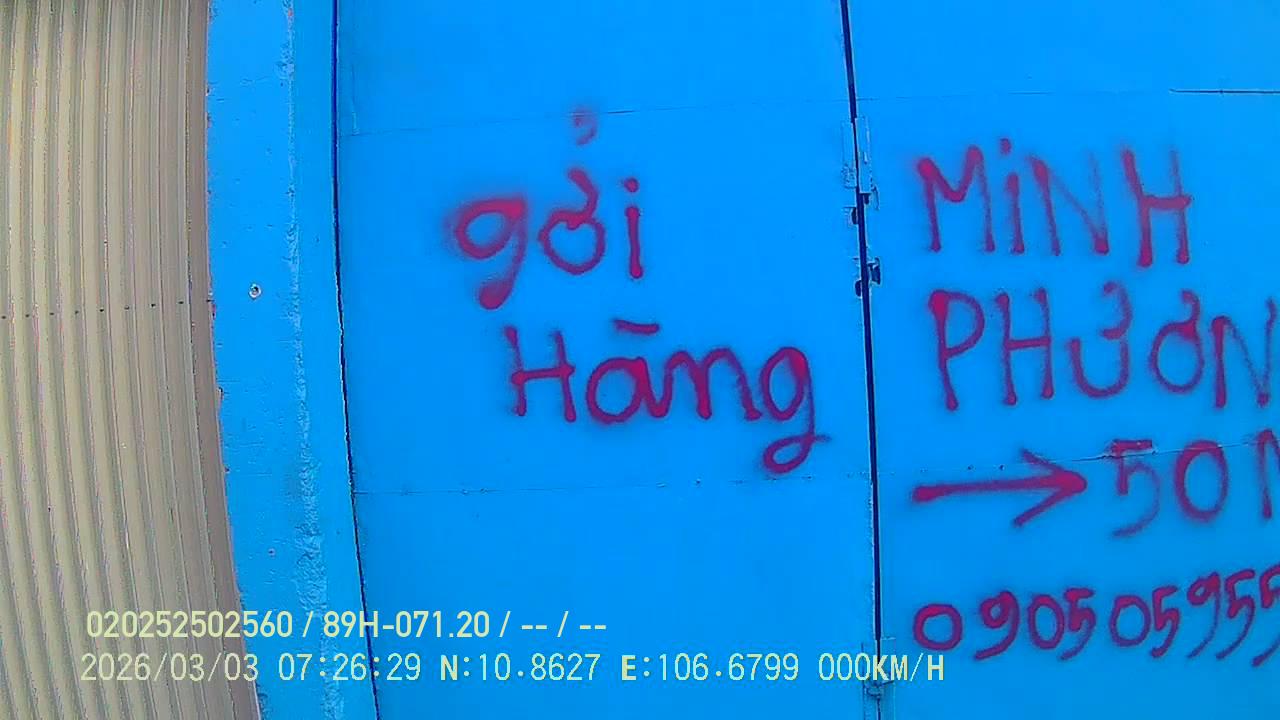 gởi
Hàng
MiNH
PHƯƠN
→ 50
090505955
020252502560 / 89H-071.20 / -- / --
2026/03/03 07:26:29 N:10.8627 E:106.6799 000KM/H